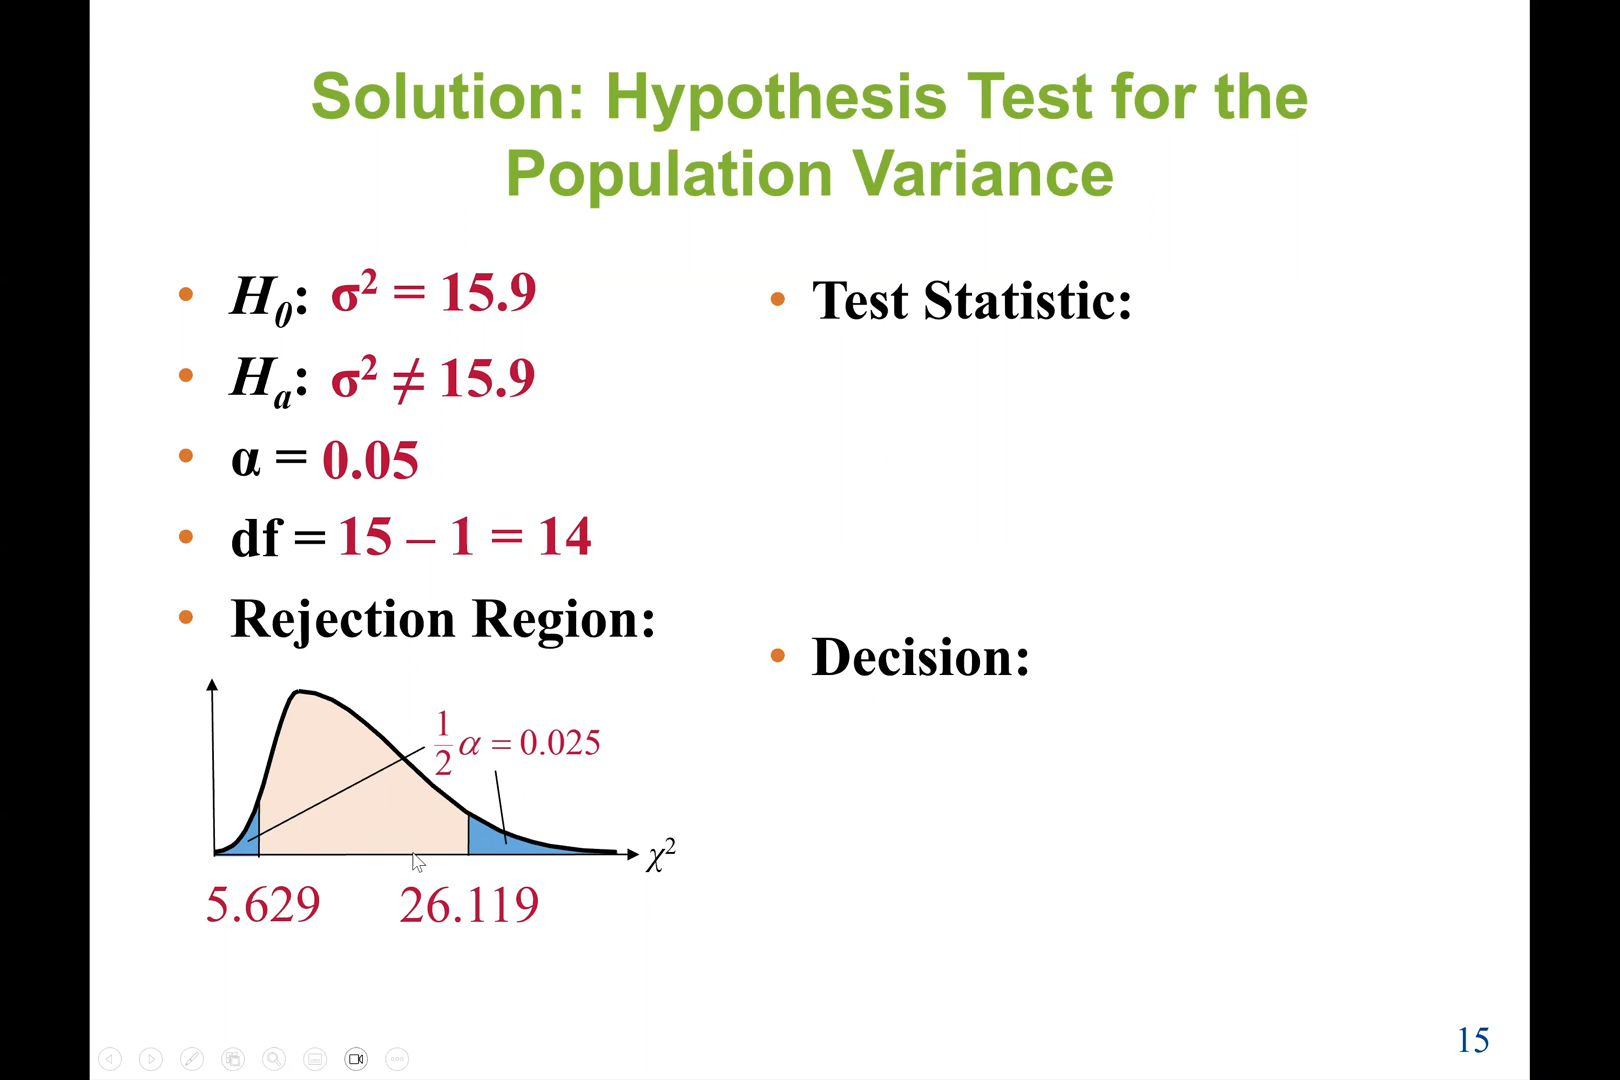 Solution: Hypothesis Test for the
Population Variance
• H₀: σ² = 15.9
• Hₐ: σ² ≠ 15.9
• α = 0.05
• df = 15 – 1 = 14
• Rejection Region:
½α = 0.025
χ²
5.629 26.119
• Test Statistic:
• Decision:
15